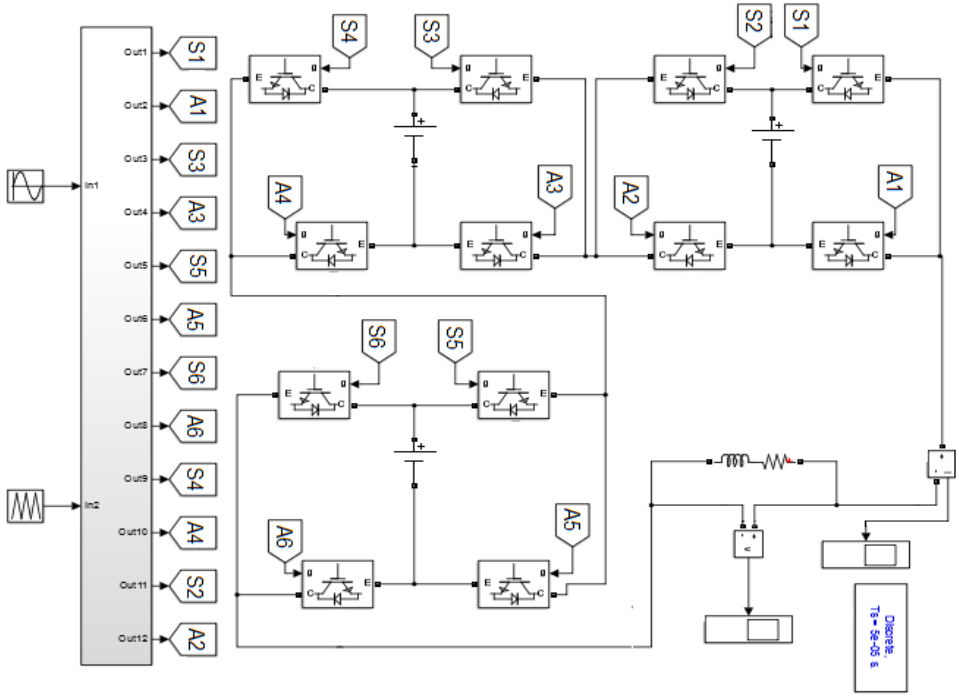 S4
S3
S2
S1
Out1
S1
E
g
C
g
C
E
E
g
C
g
C
E
Out2
A1
+
+
Out3
S3
In1
A4
A3
A2
A1
Out4
A3
g
C
E
g
E
C
g
C
E
g
E
C
Out5
S5
Out6
A5
S6
S5
Out7
S6
E
g
C
g
C
E
Out8
A6
+
Out9
S4
+
i
-
In2
A6
A5
Out10
A4
- +
v
g
C
E
g
E
C
Out11
S2
Discrete,
Ts = 5e-05 s.
Out12
A2